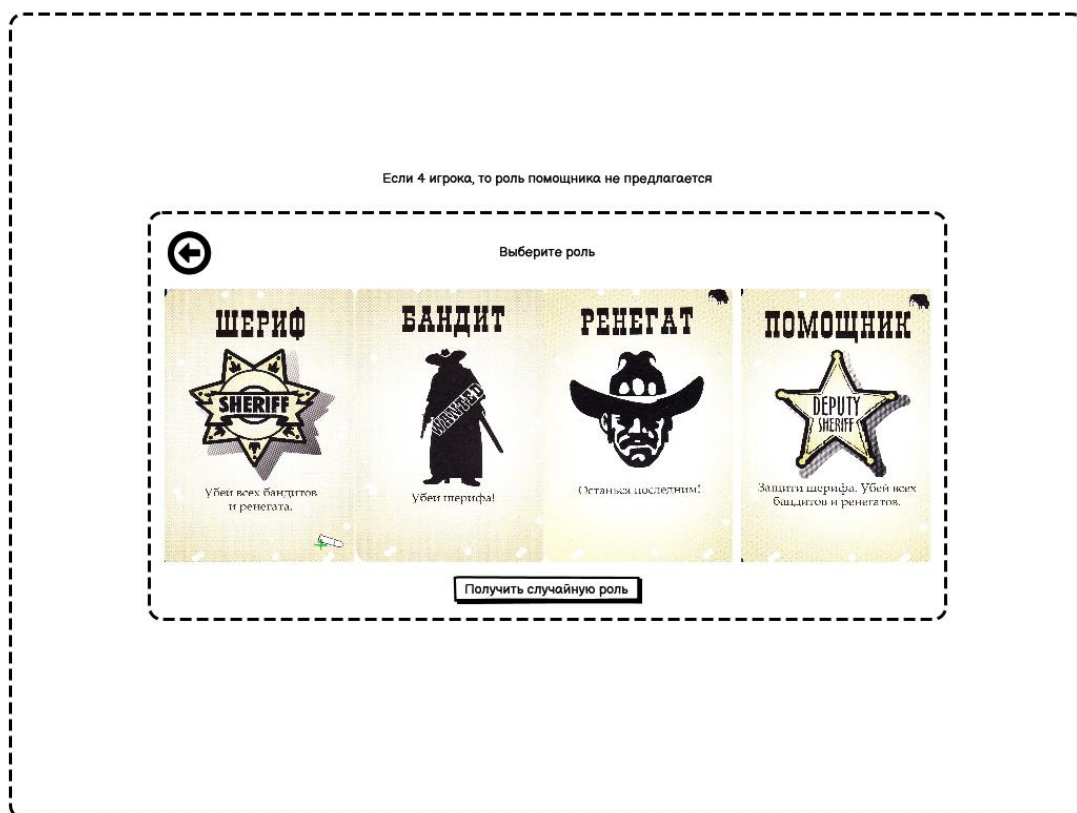 Если 4 игрока, то роль помощника не предлагается
Выберите роль
ШЕРИФ
SHERIFF
Убей всех бандитов
и ренегата.
БАНДИТ
WANTED
Убей шерифа!
РЕНЕГАТ
Останься последним!
ПОМОЩНИК
DEPUTY
SHERIFF
Защити шерифа. Убей всех
бандитов и ренегатов.
Получить случайную роль